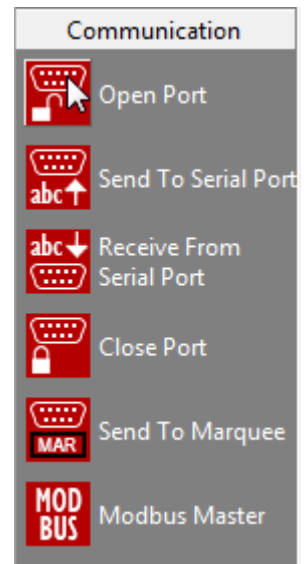 Communication
Open Port
abc
Send To Serial Port
abc
Receive From
Serial Port
Close Port
MAR
Send To Marquee
MOD
BUS
Modbus Master